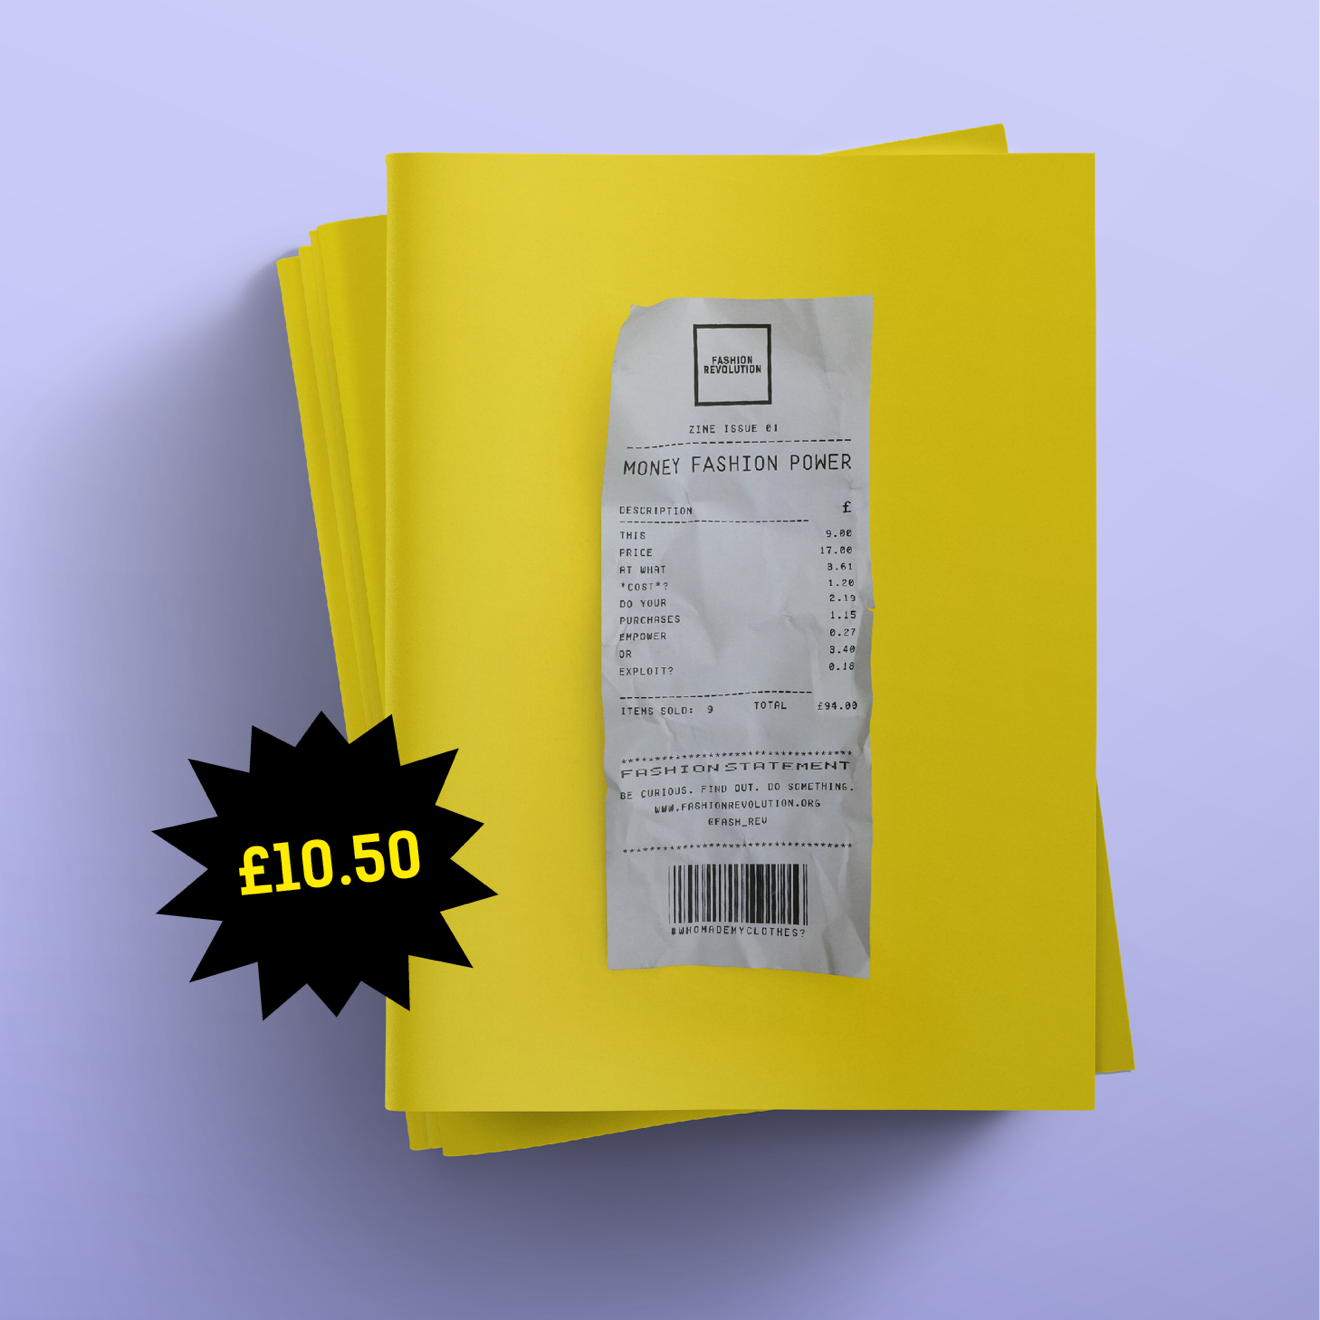 FASHION
REVOLUTION
ZINE ISSUE 01
MONEY FASHION POWER
DESCRIPTION £
THIS 9.00
PRICE 17.00
AT WHAT 3.61
*COST*? 1.20
DO YOUR 2.19
PURCHASES 1.15
EMPOWER 0.27
OR 3.40
EXPLOIT? 0.18
ITEMS SOLD: 9 TOTAL £94.00
*********************************
FASHION STATEMENT
BE CURIOUS. FIND OUT. DO SOMETHING.
WWW.FASHIONREVOLUTION.ORG
@FASH_REV
*********************************
#WHOMADEMYCLOTHES?
£10.50